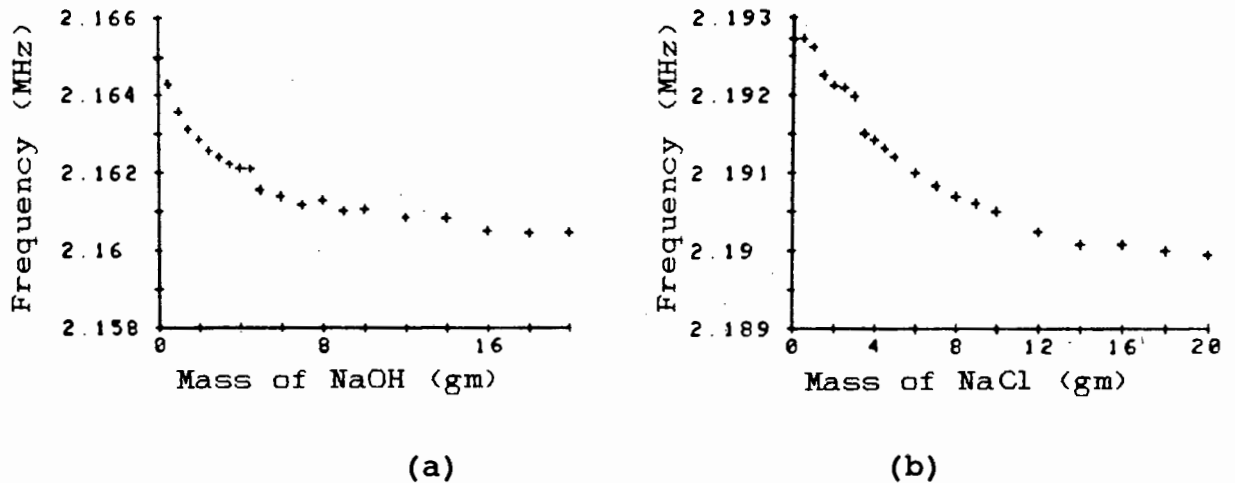 2.166
2.164
2.162
2.16
2.158
Frequency (MHz)
0 8 16
Mass of NaOH (gm)
(a)
2.193
2.192
2.191
2.19
2.189
Frequency (MHz)
0 4 8 12 16 20
Mass of NaCl (gm)
(b)